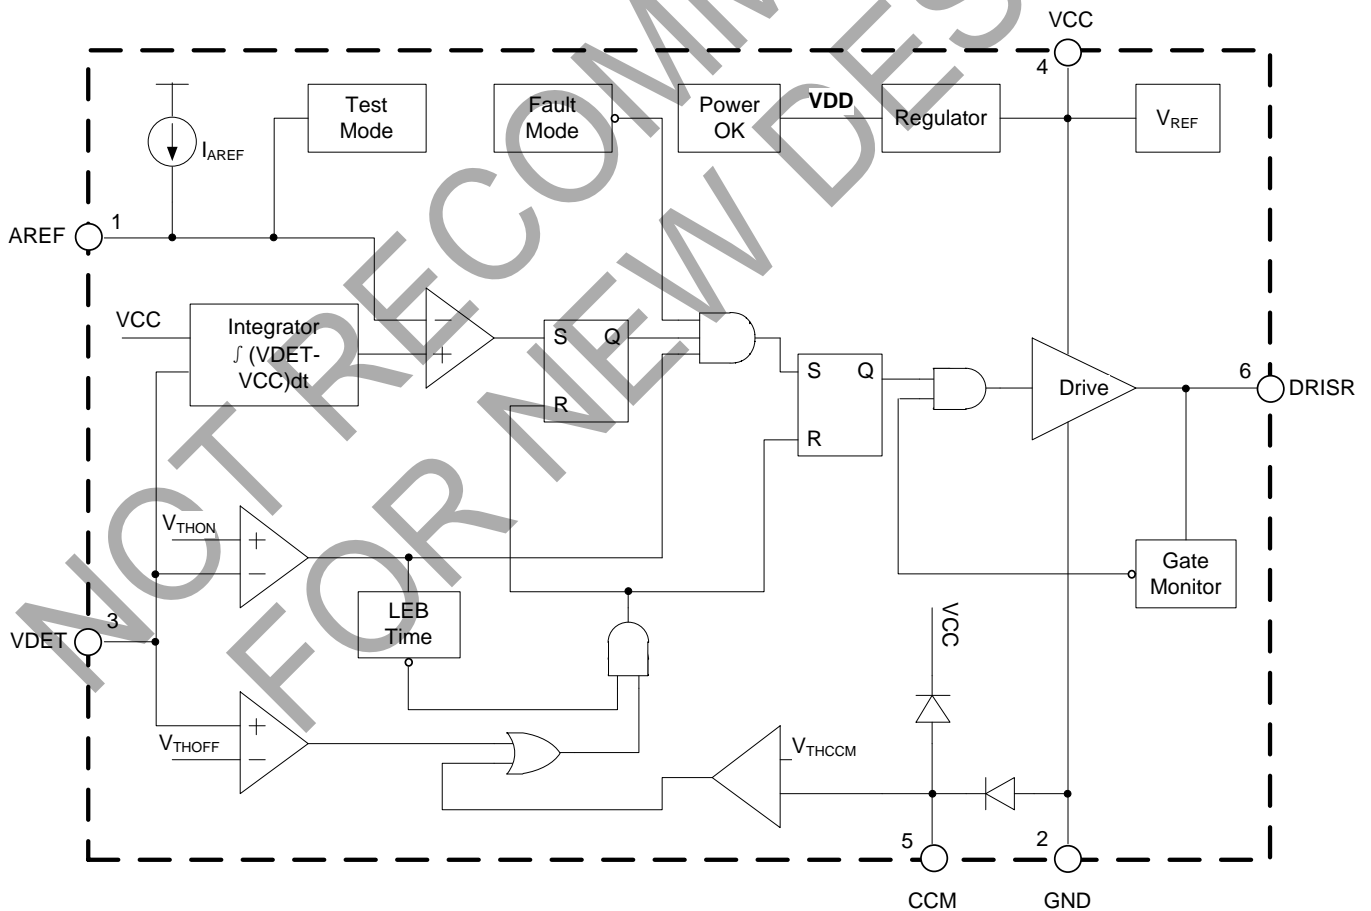 VCC
4
Test
Mode
Fault
Mode
Power
OK
VDD
Regulator
VREF
IAREF
AREF
1
VCC
Integrator
∫ (VDET-
VCC)dt
−
+
S
Q
R
S
Q
R
Drive
6
DRISR
VTHON
+
−
LEB
Time
Gate
Monitor
VDET
3
VCC
+
VTHOFF
−
VTHCCM
5
2
CCM
GND
NOT RECOMM
FOR NEW DES